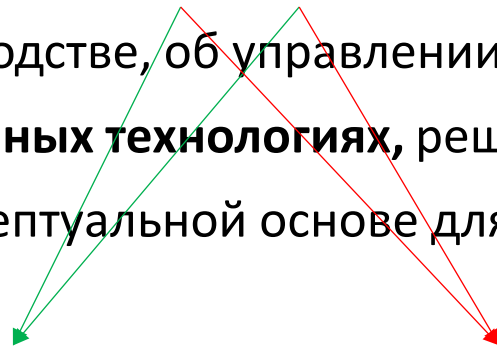 одстве, об управлении
ных технологиях, реш
ептуальной основе для